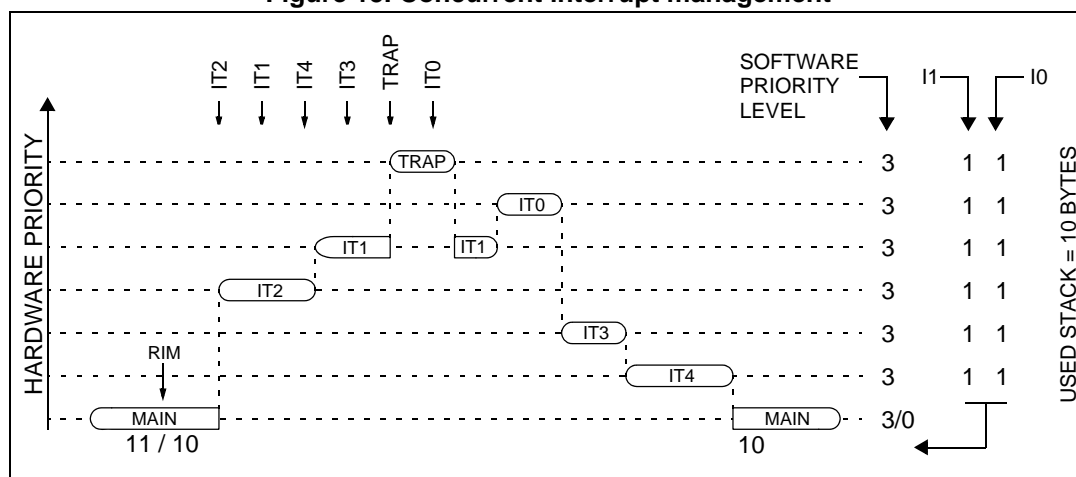 Figure 18. Concurrent interrupt management
IT2
IT1
IT4
IT3
TRAP
IT0
SOFTWARE
PRIORITY
LEVEL
I1
I0
HARDWARE PRIORITY
TRAP
3
1 1
IT0
3
1 1
IT1
IT1
3
1 1
IT2
3
1 1
IT3
3
1 1
RIM
IT4
3
1 1
MAIN
MAIN
3/0
11 / 10
10
USED STACK = 10 BYTES